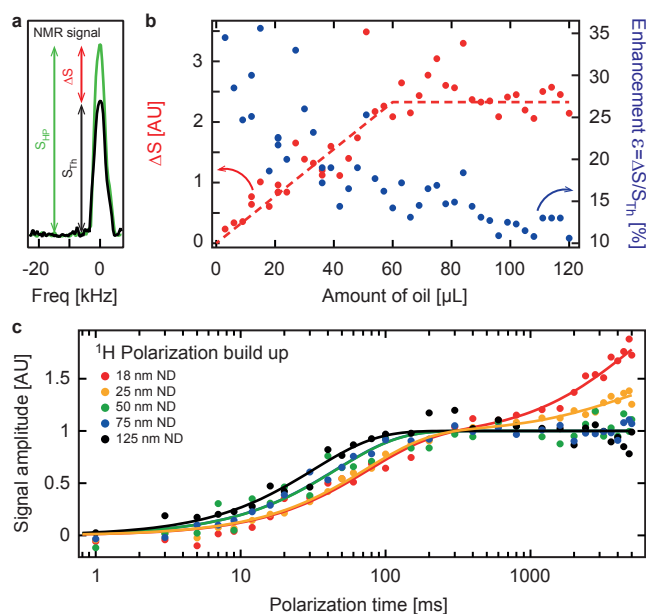 a
NMR signal
ΔS
S_HP
S_Th
-20
0
Freq [kHz]
b
ΔS [AU]
3
2
1
0
0
20
40
60
80
100
120
Amount of oil [µL]
35
30
25
20
15
10
Enhancement ε=ΔS/S_Th [%]
c
Signal amplitude [AU]
1.5
1
0.5
0
¹H Polarization build up
18 nm ND
25 nm ND
50 nm ND
75 nm ND
125 nm ND
1
10
100
1000
Polarization time [ms]